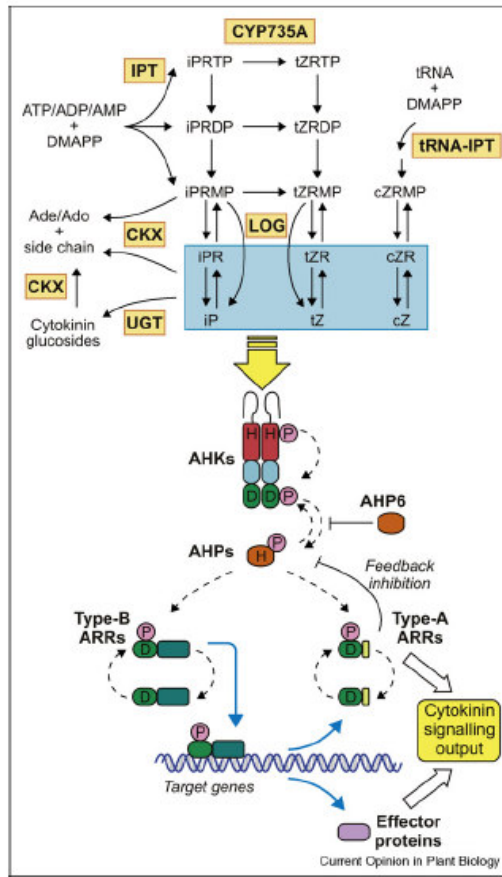 CYP735A
IPT
iPRTP
tZRTP
tRNA
+
DMAPP
ATP/ADP/AMP
+
DMAPP
iPRDP
tZRDP
tRNA-IPT
iPRMP
tZRMP
cZRMP
Ade/Ado
+
side chain
CKX
LOG
iPR
tZR
cZR
CKX
Cytokinin
glucosides
UGT
iP
tZ
cZ
H H P
AHKs
D D P
AHP6
P
AHPs
H
Feedback
inhibition
Type-B
ARRs
P
D
P
D
Type-A
ARRs
D
D
Cytokinin
signalling
output
P
D
Target genes
Effector
proteins
Current Opinion in Plant Biology